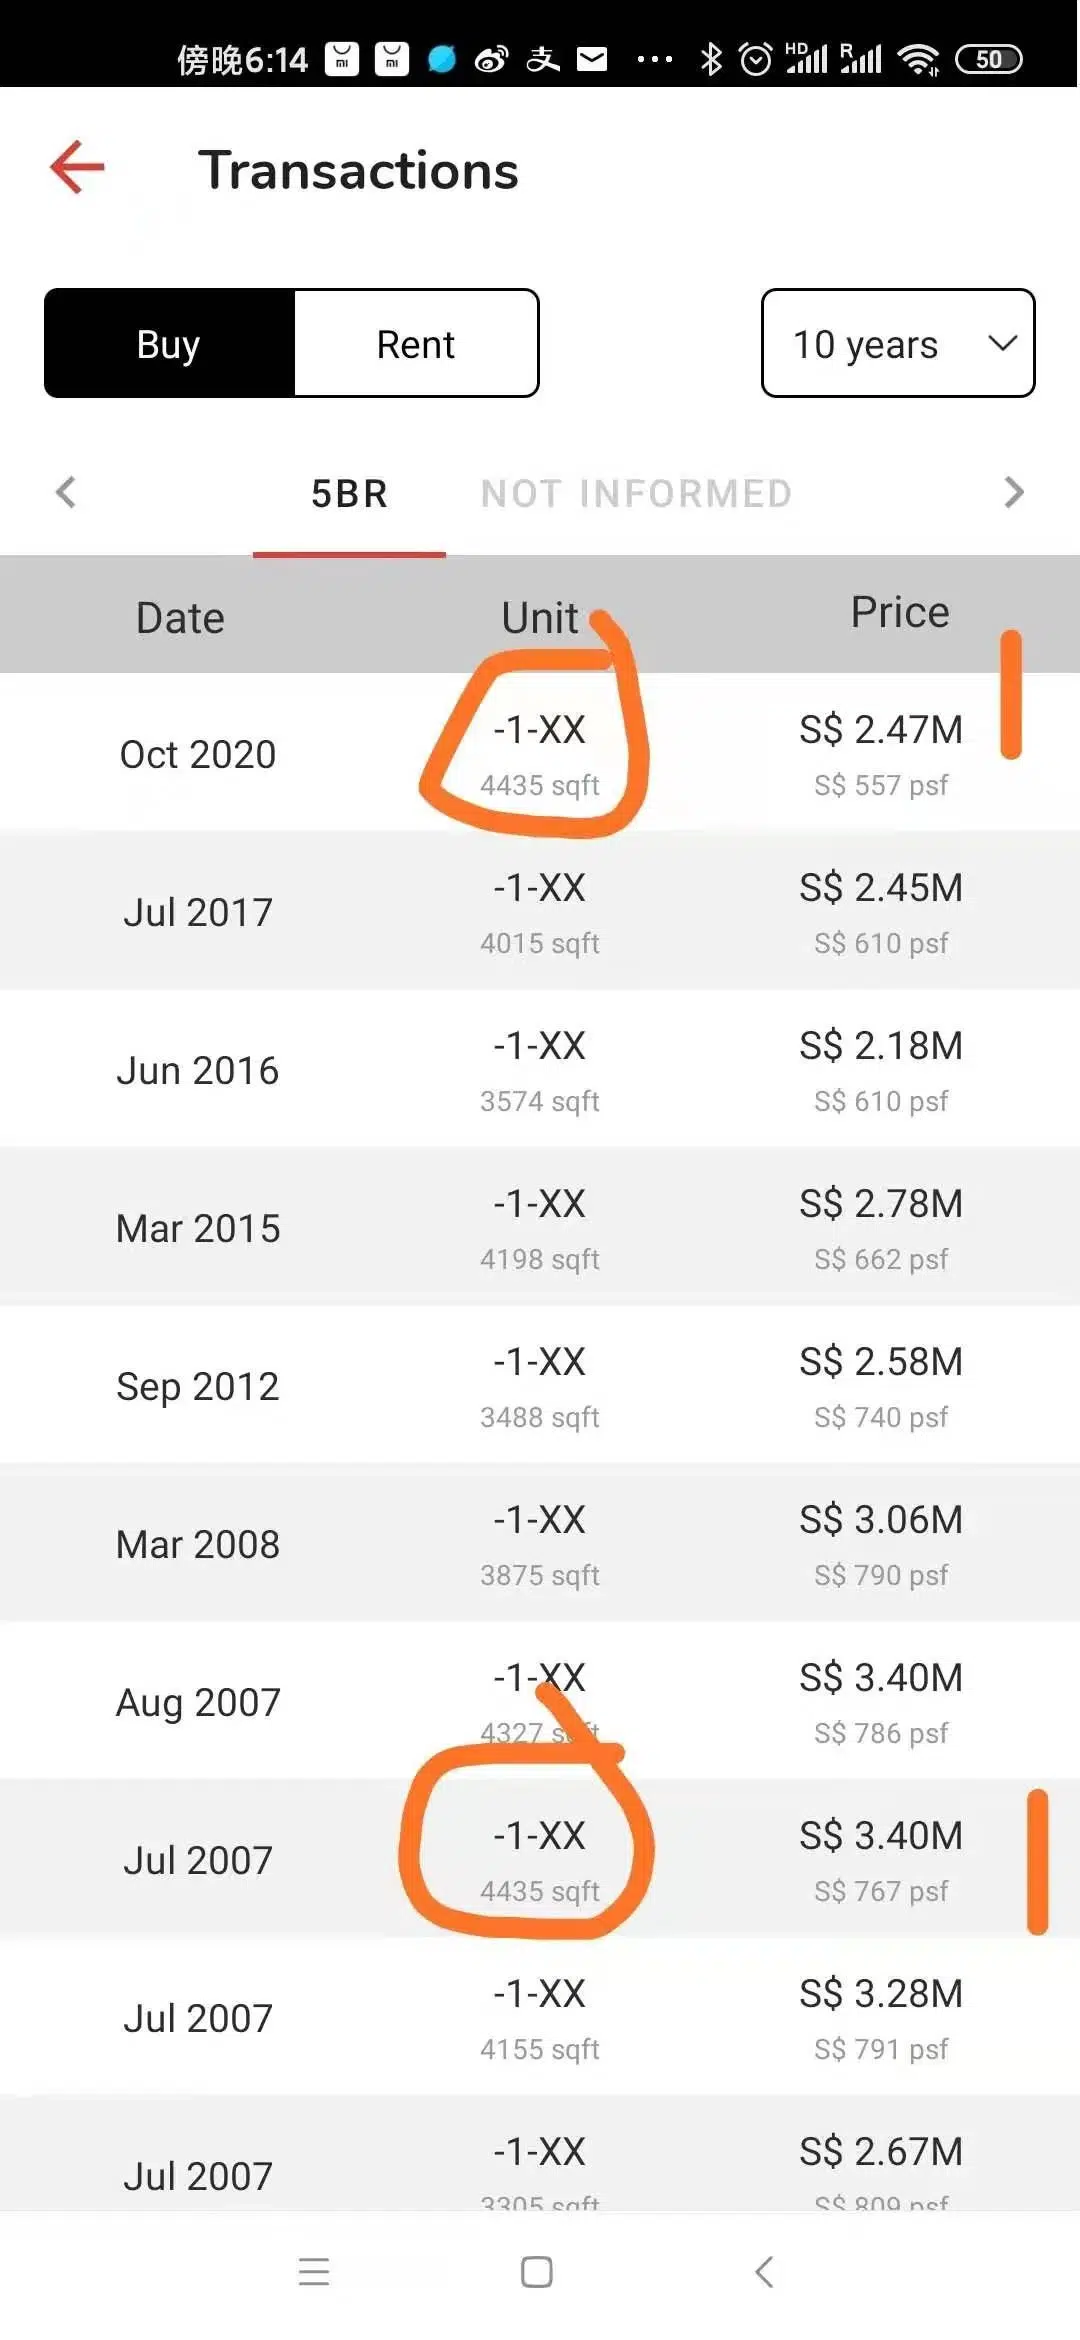 傍晚6:14 mi mi 支 ... HD R 50
Transactions
Buy Rent 10 years
5BR NOT INFORMED
Date Unit Price
Oct 2020 -1-XX S$ 2.47M
4435 sqft S$ 557 psf
Jul 2017 -1-XX S$ 2.45M
4015 sqft S$ 610 psf
Jun 2016 -1-XX S$ 2.18M
3574 sqft S$ 610 psf
Mar 2015 -1-XX S$ 2.78M
4198 sqft S$ 662 psf
Sep 2012 -1-XX S$ 2.58M
3488 sqft S$ 740 psf
Mar 2008 -1-XX S$ 3.06M
3875 sqft S$ 790 psf
Aug 2007 -1-XX S$ 3.40M
4327 sqft S$ 786 psf
Jul 2007 -1-XX S$ 3.40M
4435 sqft S$ 767 psf
Jul 2007 -1-XX S$ 3.28M
4155 sqft S$ 791 psf
Jul 2007 -1-XX S$ 2.67M
3305 sqft S$ 809 psf